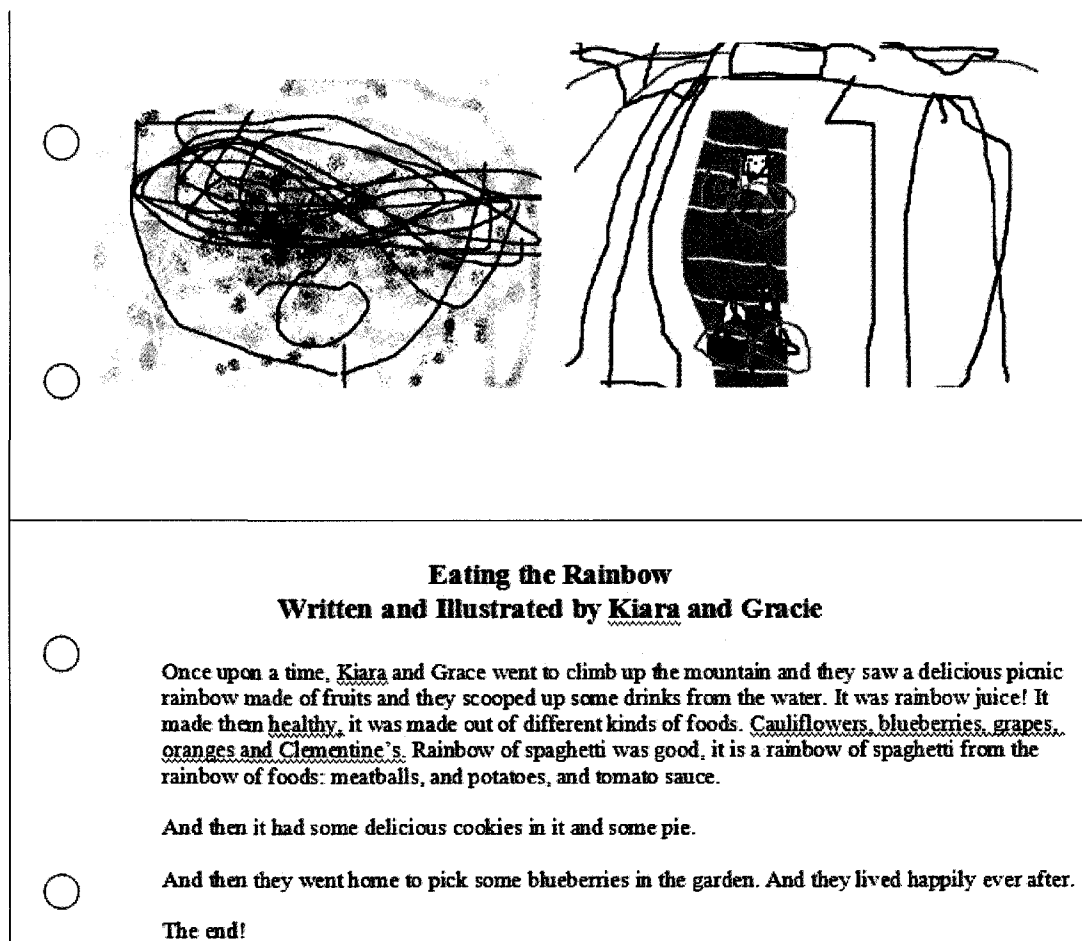 Eating the Rainbow
Written and Illustrated by Kiara and Gracie
Once upon a time, Kiara and Grace went to climb up the mountain and they saw a delicious picnic
rainbow made of fruits and they scooped up some drinks from the water. It was rainbow juice! It
made them healthy, it was made out of different kinds of foods. Cauliflowers, blueberries, grapes,
oranges and Clementine's. Rainbow of spaghetti was good, it is a rainbow of spaghetti from the
rainbow of foods: meatballs, and potatoes, and tomato sauce.
And then it had some delicious cookies in it and some pie.
And then they went home to pick some blueberries in the garden. And they lived happily ever after.
The end!